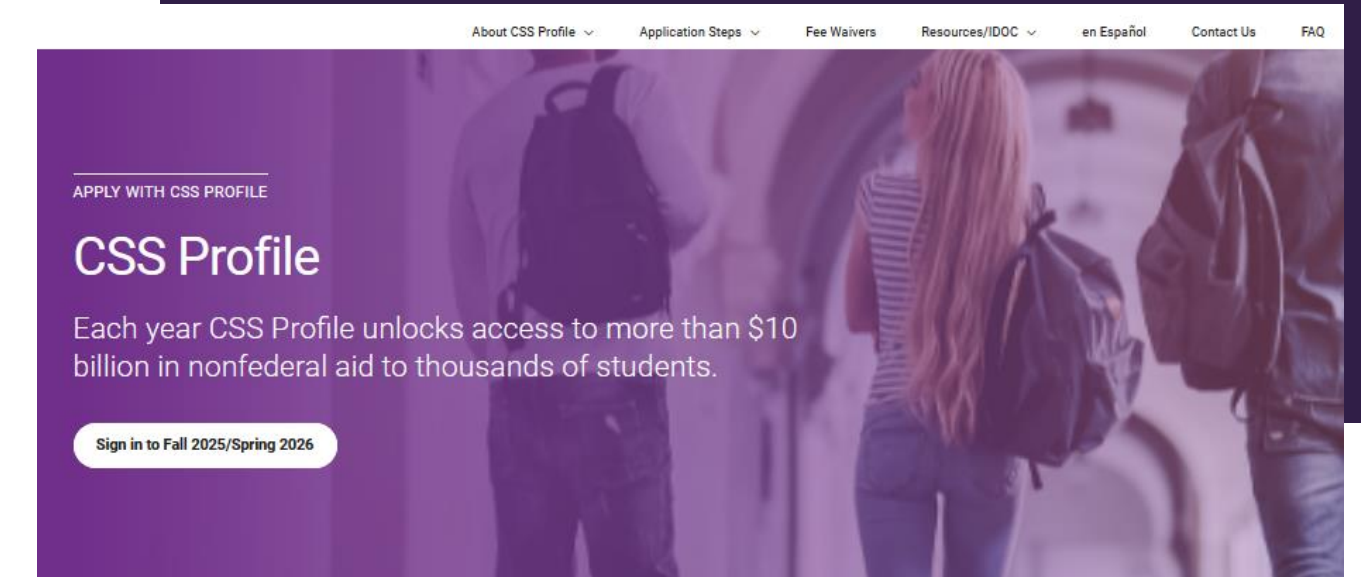 About CSS Profile Application Steps Fee Waivers Resources/IDOC en Español Contact Us FAQ
APPLY WITH CSS PROFILE
CSS Profile
Each year CSS Profile unlocks access to more than $10
billion in nonfederal aid to thousands of students.
Sign in to Fall 2025/Spring 2026